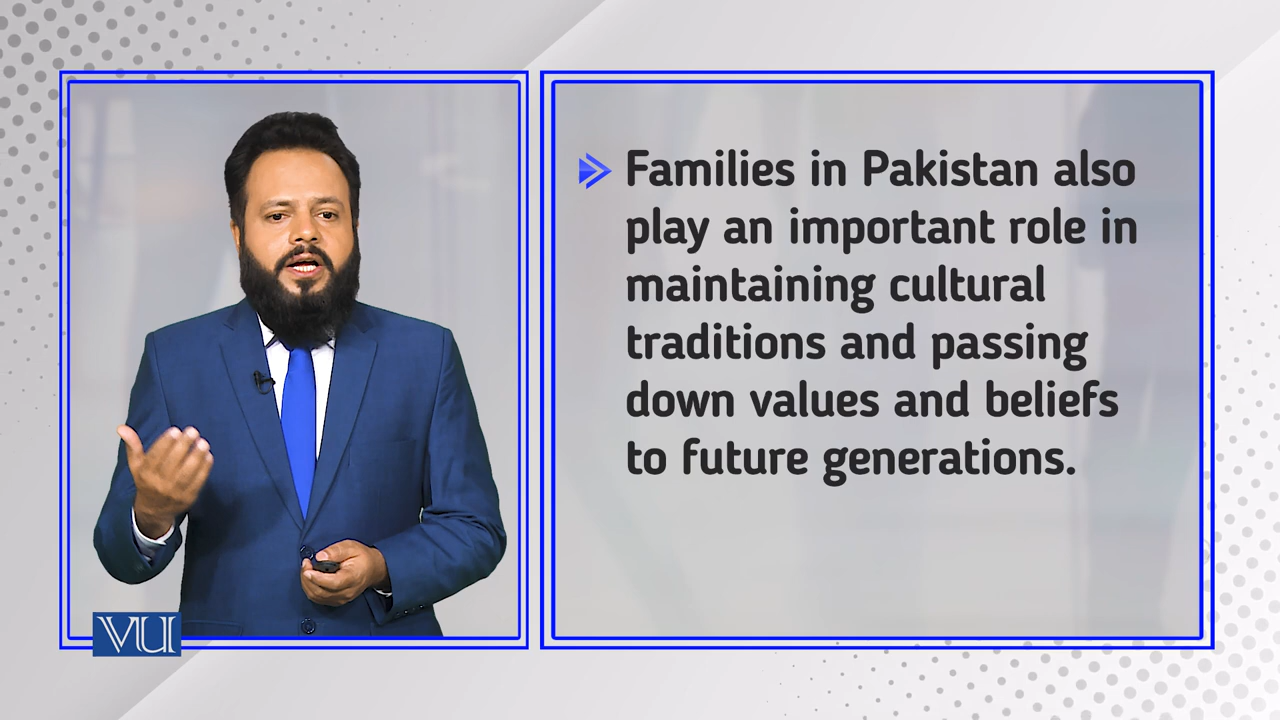 Families in Pakistan also
play an important role in
maintaining cultural
traditions and passing
down values and beliefs
to future generations.
VU